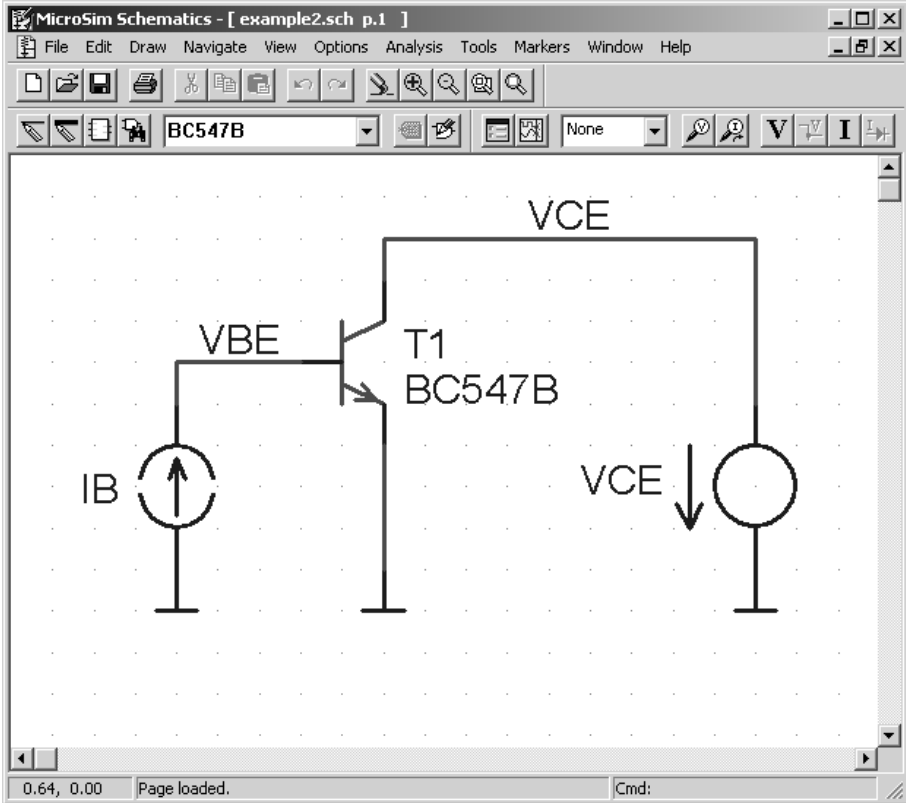 MicroSim Schematics - [ example2.sch p.1 ]
File Edit Draw Navigate View Options Analysis Tools Markers Window Help
BC547B
None
V I V V I I
VCE
VBE
T1
BC547B
IB
VCE
0.64, 0.00 Page loaded. Cmd: